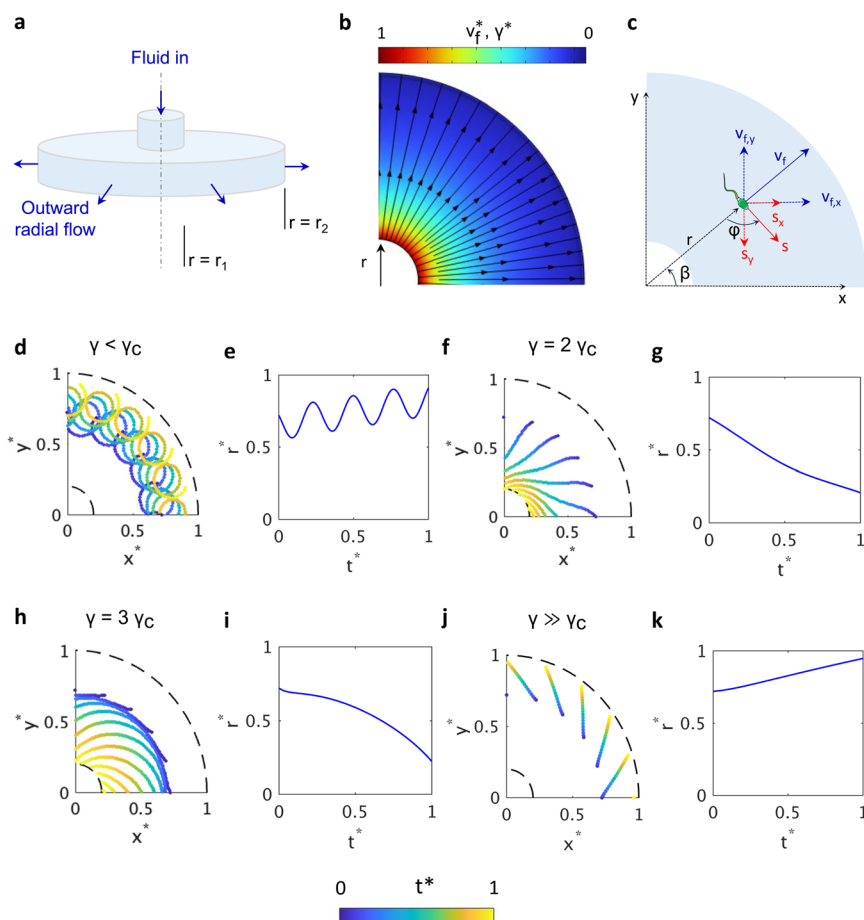 a
Fluid in
Outward
radial flow
r = r1
r = r2
b
vf*, γ*
1
0
r
c
y
vf,y
vf
vf,x
sx
φ
s
sy
r
β
x
d
γ < γC
1
0.5
0
y*
0
0.5
1
x*
e
1
0.5
0
r*
0
0.5
1
t*
f
γ = 2 γC
1
0.5
0
y*
0
0.5
1
x*
g
1
0.5
0
r*
0
0.5
1
t*
h
γ = 3 γC
1
0.5
0
y*
0
0.5
1
x*
i
1
0.5
0
r*
0
0.5
1
t*
j
γ ≫ γC
1
0.5
0
y*
0
0.5
1
x*
k
1
0.5
0
r*
0
0.5
1
t*
0
t*
1